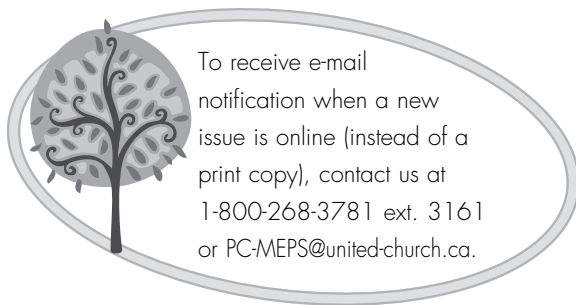 To receive e-mail
notification when a new
issue is online (instead of a
print copy), contact us at
1-800-268-3781 ext. 3161
or PC-MEPS@united-church.ca.